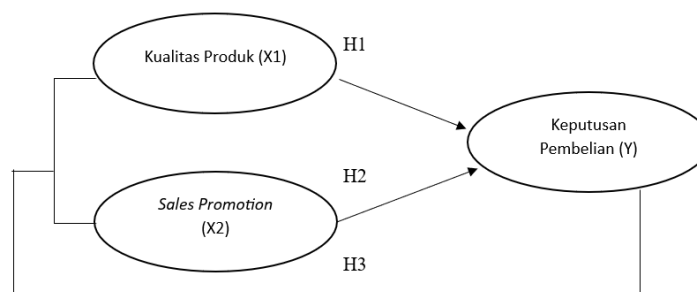 H1
Kualitas Produk (X1)
Keputusan
Pembelian (Y)
H2
Sales Promotion
(X2)
H3